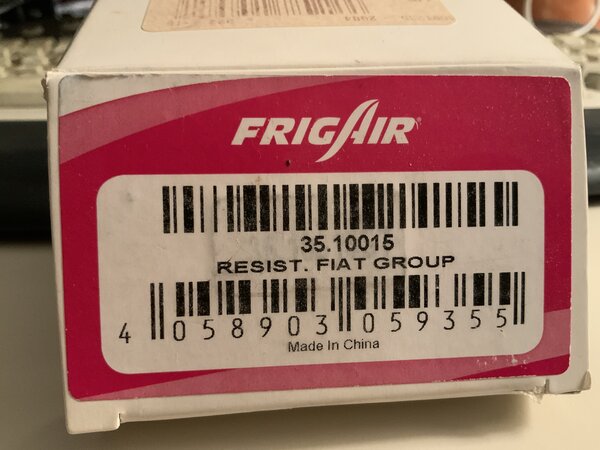 FRIGAIR
35.10015
RESIST. FIAT GROUP
4 058903 059355
Made In China